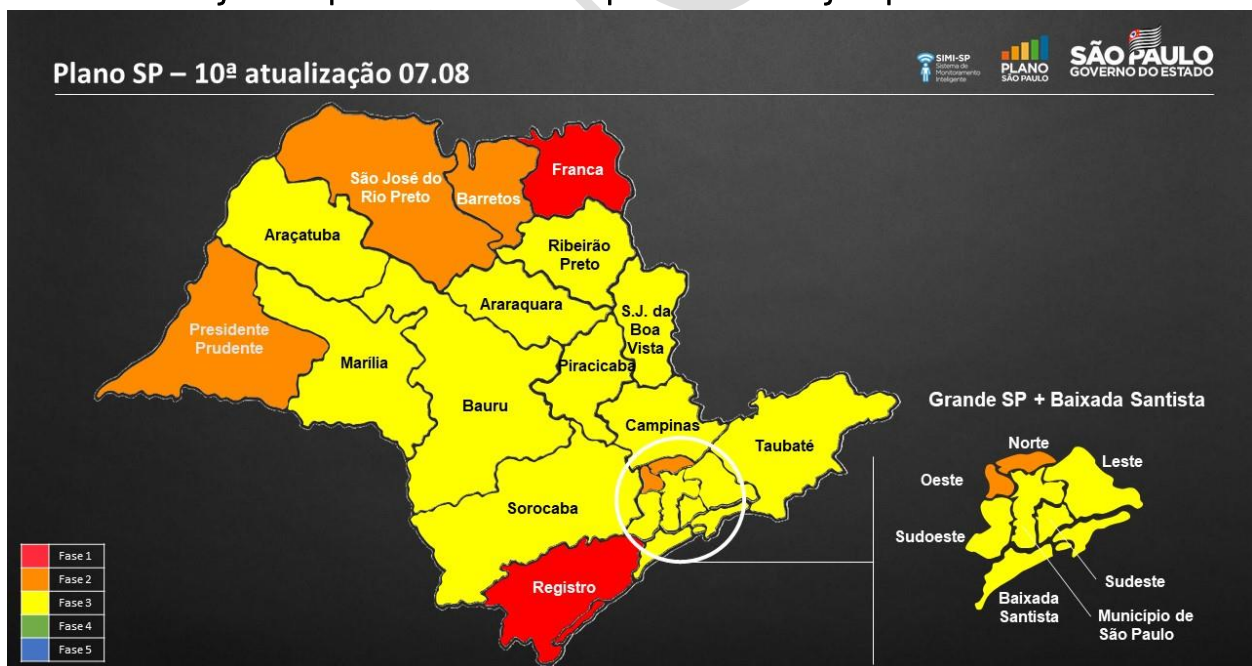 Plano SP – 10ª atualização 07.08
SIMI-SP
Sistema de
Monitoramento
Inteligente
PLANO
SÃO PAULO
SÃO PAULO
GOVERNO DO ESTADO
Franca
São José do
Rio Preto
Barretos
Araçatuba
Ribeirão
Preto
Araraquara
S.J. da
Boa
Vista
Presidente
Prudente
Marília
Piracicaba
Bauru
Campinas
Taubaté
Sorocaba
Registro
Grande SP + Baixada Santista
Norte
Leste
Oeste
Sudoeste
Sudeste
Baixada
Santista
Município de
São Paulo
Fase 1
Fase 2
Fase 3
Fase 4
Fase 5